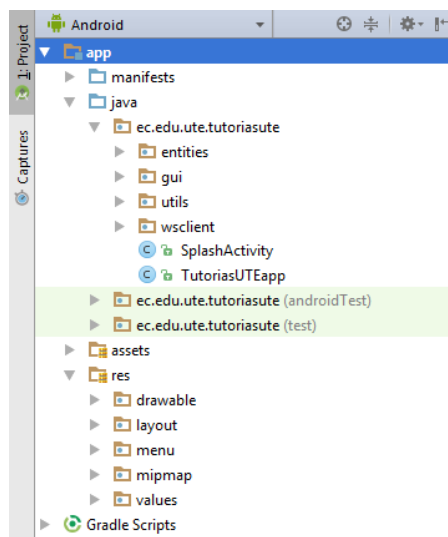 Android
1: Project
Captures
app
manifests
java
ec.edu.ute.tutoriasute
entities
gui
utils
wsclient
SplashActivity
TutoriasUTEapp
ec.edu.ute.tutoriasute (androidTest)
ec.edu.ute.tutoriasute (test)
assets
res
drawable
layout
menu
mipmap
values
Gradle Scripts